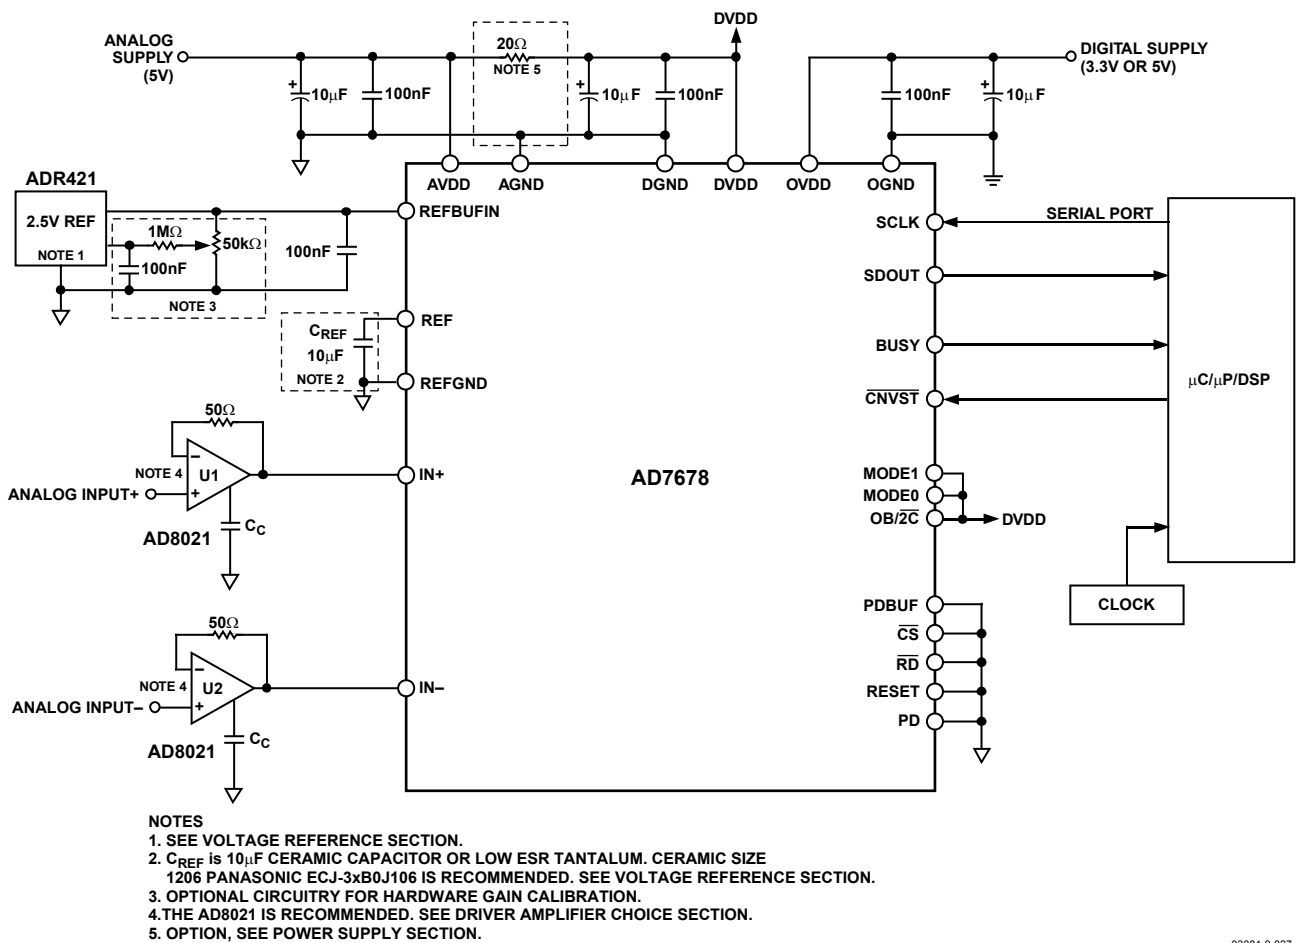 DVDD
ANALOG
SUPPLY
(5V)
20Ω
NOTE 5
DIGITAL SUPPLY
(3.3V OR 5V)
+
10μF
100nF
+
10μF
100nF
100nF
+
10μF
AVDD
AGND
DGND
DVDD
OVDD
OGND
ADR421
2.5V REF
NOTE 1
1MΩ
50kΩ
100nF
NOTE 3
100nF
REFBUFIN
CREF
10μF
NOTE 2
REF
REFGND
50Ω
NOTE 4
–
U1
+
ANALOG INPUT+
AD8021
CC
IN+
50Ω
NOTE 4
–
U2
+
ANALOG INPUT–
AD8021
CC
IN–
AD7678
SCLK
SERIAL PORT
SDOUT
BUSY
CNVST
μC/μP/DSP
MODE1
MODE0
OB/2C
DVDD
CLOCK
PDBUF
CS
RD
RESET
PD
NOTES
1. SEE VOLTAGE REFERENCE SECTION.
2. CREF is 10μF CERAMIC CAPACITOR OR LOW ESR TANTALUM. CERAMIC SIZE
1206 PANASONIC ECJ-3xB0J106 IS RECOMMENDED. SEE VOLTAGE REFERENCE SECTION.
3. OPTIONAL CIRCUITRY FOR HARDWARE GAIN CALIBRATION.
4.THE AD8021 IS RECOMMENDED. SEE DRIVER AMPLIFIER CHOICE SECTION.
5. OPTION, SEE POWER SUPPLY SECTION.